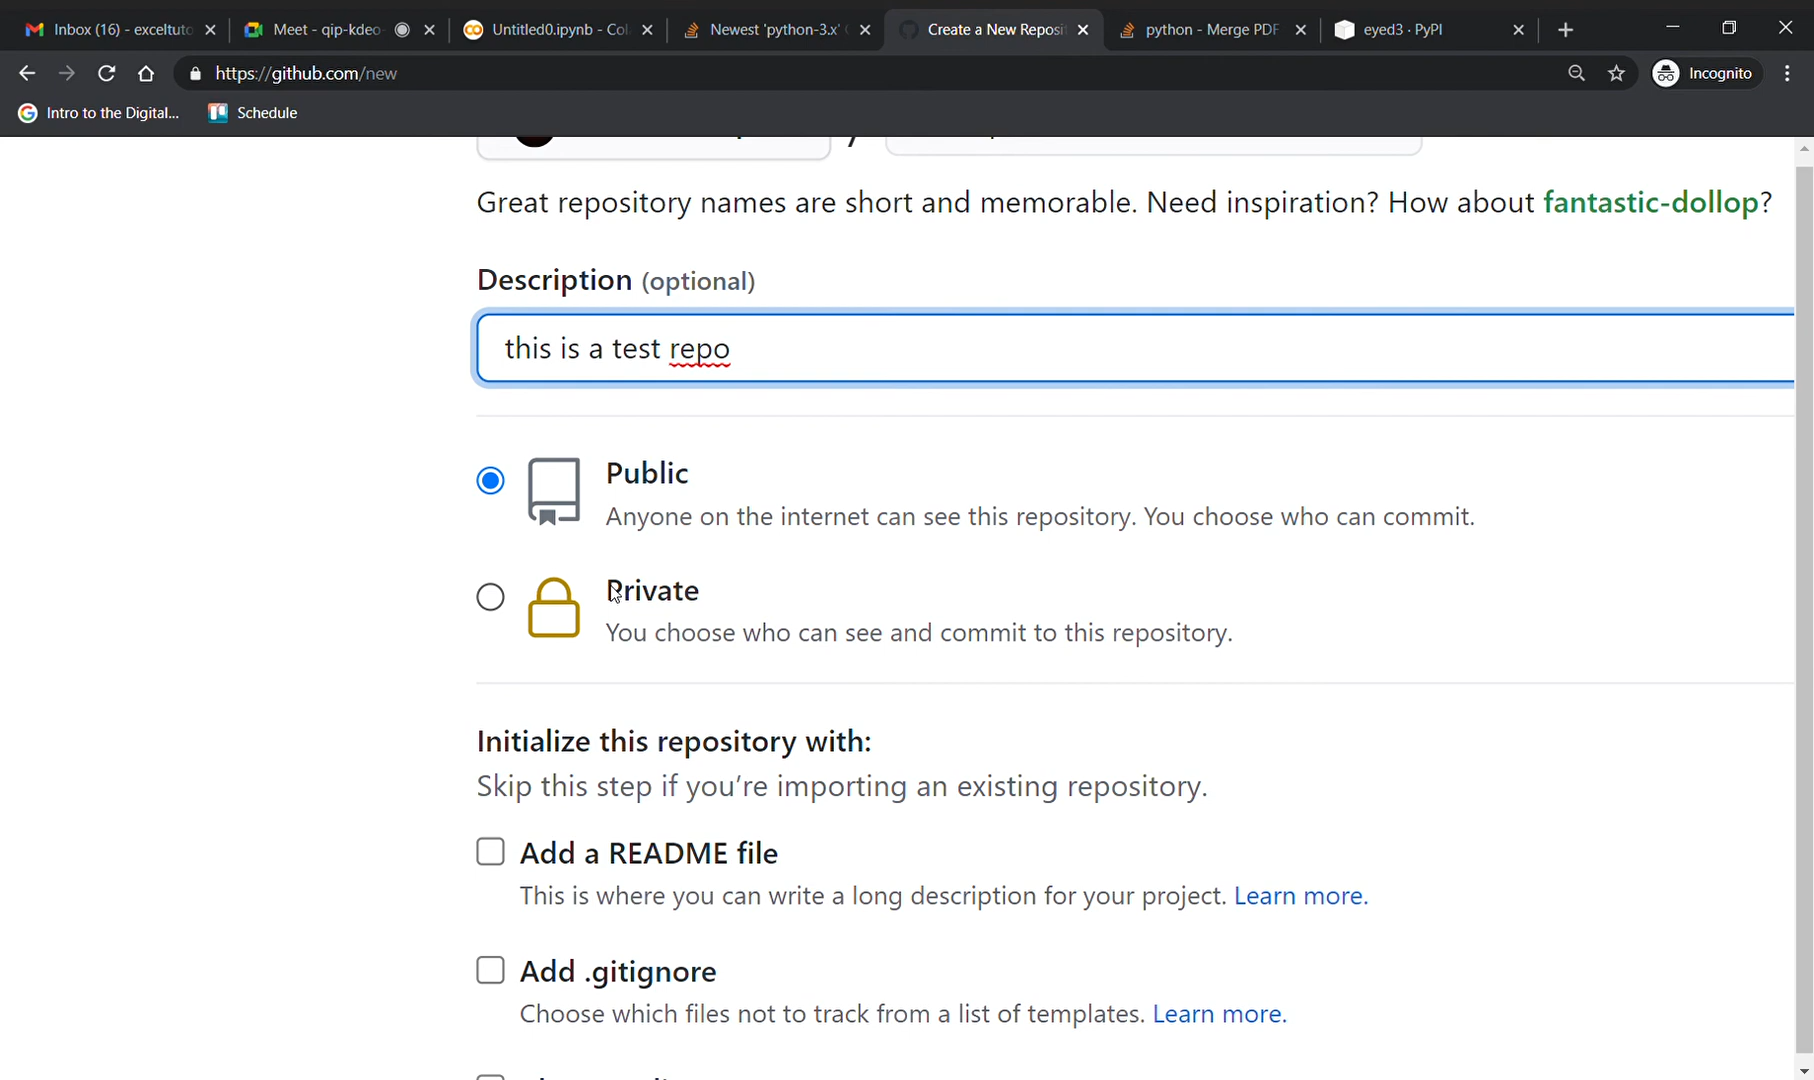 Inbox (16) - exceltuto
Meet - qip-kdeo-
Untitled0.ipynb - Col
Newest 'python-3.x'
Create a New Reposit
python - Merge PDF
eyed3 · PyPI
https://github.com/new
Incognito
Intro to the Digital...
Schedule
Great repository names are short and memorable. Need inspiration? How about fantastic-dollop?
Description (optional)
this is a test repo
Public
Anyone on the internet can see this repository. You choose who can commit.
Private
You choose who can see and commit to this repository.
Initialize this repository with:
Skip this step if you’re importing an existing repository.
Add a README file
This is where you can write a long description for your project. Learn more.
Add .gitignore
Choose which files not to track from a list of templates. Learn more.